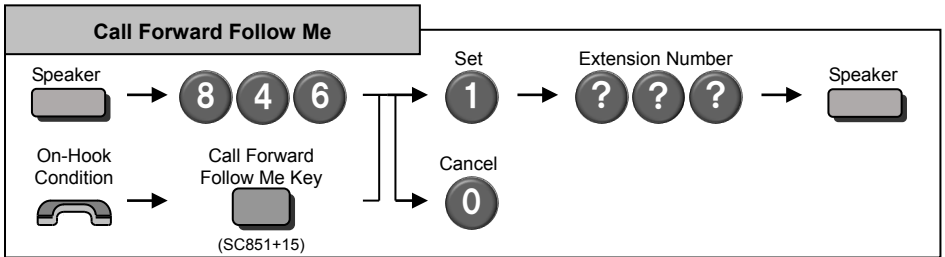 Call Forward Follow Me
Speaker
8 4 6
Set
1
Extension Number
? ? ?
Speaker
On-Hook
Condition
Call Forward
Follow Me Key
(SC851+15)
Cancel
0